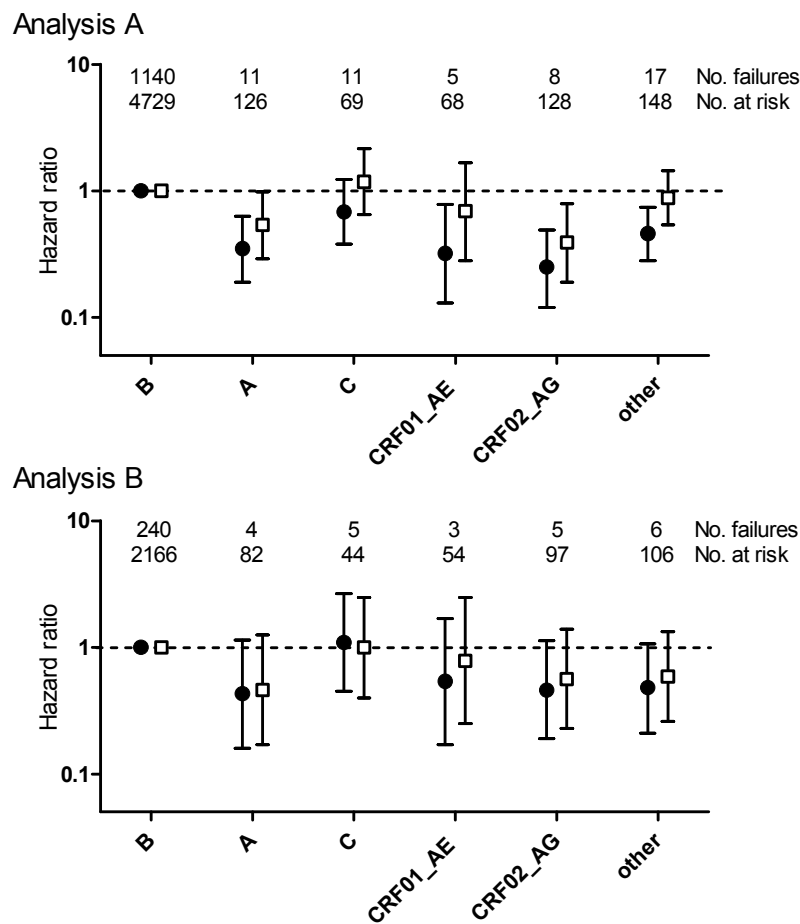 Analysis A
10
1140 11 11 5 8 17 No. failures
4729 126 69 68 128 148 No. at risk
Hazard ratio
1
0.1
B A C CRF01_AE CRF02_AG other
Analysis B
10
240 4 5 3 5 6 No. failures
2166 82 44 54 97 106 No. at risk
Hazard ratio
1
0.1
B A C CRF01_AE CRF02_AG other